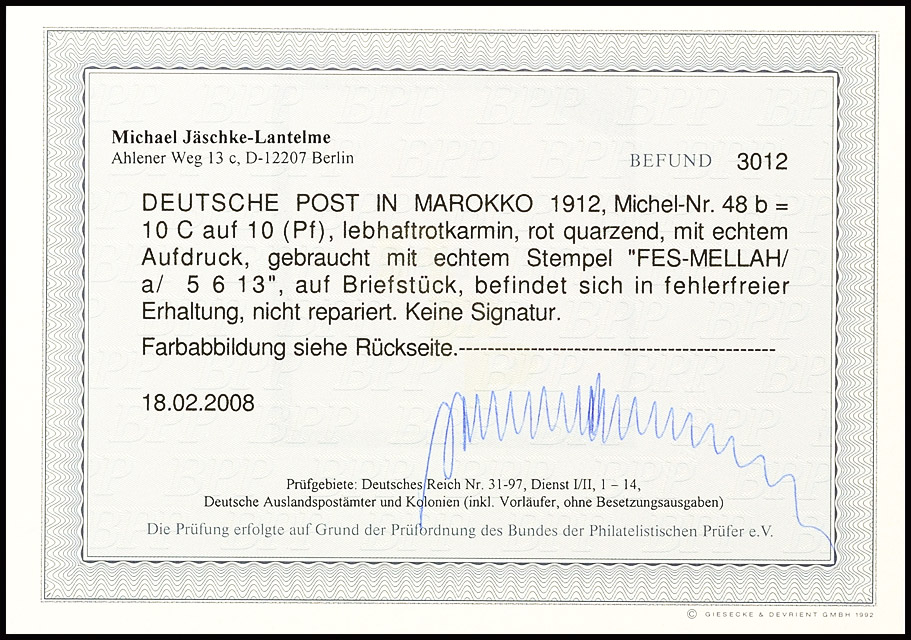 Michael Jäschke-Lantelme
Ahlener Weg 13 c, D-12207 Berlin
BEFUND 3012
DEUTSCHE POST IN MAROKKO 1912, Michel-Nr. 48 b =
10 C auf 10 (Pf), lebhaftrotkarmin, rot quarzend, mit echtem
Aufdruck, gebraucht mit echtem Stempel "FES-MELLAH/
a/ 5 6 13", auf Briefstück, befindet sich in fehlerfreier
Erhaltung, nicht repariert. Keine Signatur.
Farbabbildung siehe Rückseite.--------------------------------------------
18.02.2008
Prüfgebiete: Deutsches Reich Nr. 31-97, Dienst I/II, 1 – 14,
Deutsche Auslandspostämter und Kolonien (inkl. Vorläufer, ohne Besetzungsausgaben)
Die Prüfung erfolgte auf Grund der Prüfordnung des Bundes der Philatelistischen Prüfer e.V.
© GIESECKE & DEVRIENT GMBH 1992